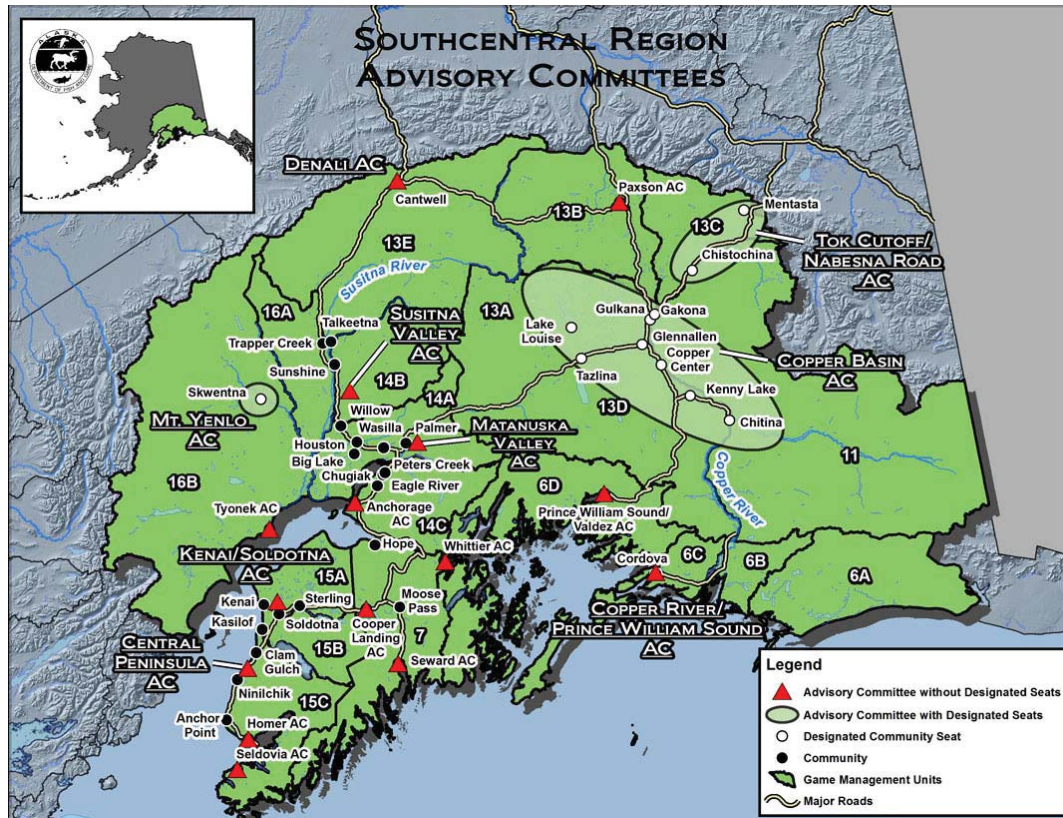 SOUTHCENTRAL REGION
ADVISORY COMMITTEES
ALASKA
DEPARTMENT OF FISH AND GAME
DENALI AC
Cantwell
Paxson AC
13B
13C
Mentasta
Chistochina
TOK CUTOFF/
NABESNA ROAD
AC
13E
Susitna River
16A
SUSITNA
VALLEY
AC
13A
Talkeetna
Trapper Creek
Sunshine
Lake
Louise
Gulkana
Gakona
Glennallen
Copper
Center
COPPER BASIN
AC
Tazlina
Kenny Lake
Chitina
Skwentna
MT. YENLO
AC
14B
14A
13D
Willow
Wasilla
Palmer
Houston
Big Lake
MATANUSKA
VALLEY
AC
Peters Creek
Chugiak
Eagle River
11
16B
6D
Copper River
Tyonek AC
Anchorage
AC
14C
Prince William Sound/
Valdez AC
KENAI/SOLDOTNA
AC
Hope
Whittier AC
Cordova
6C
6B
6A
15A
Kenai
Sterling
Moose
Pass
Kasilof
Soldotna
Cooper
Landing
AC
7
COPPER RIVER/
PRINCE WILLIAM SOUND
AC
CENTRAL
PENINSULA
AC
Clam
Gulch
15B
Seward AC
Ninilchik
15C
Anchor
Point
Homer AC
Seldovia AC
Legend
Advisory Committee without Designated Seats
Advisory Committee with Designated Seats
Designated Community Seat
Community
Game Management Units
Major Roads